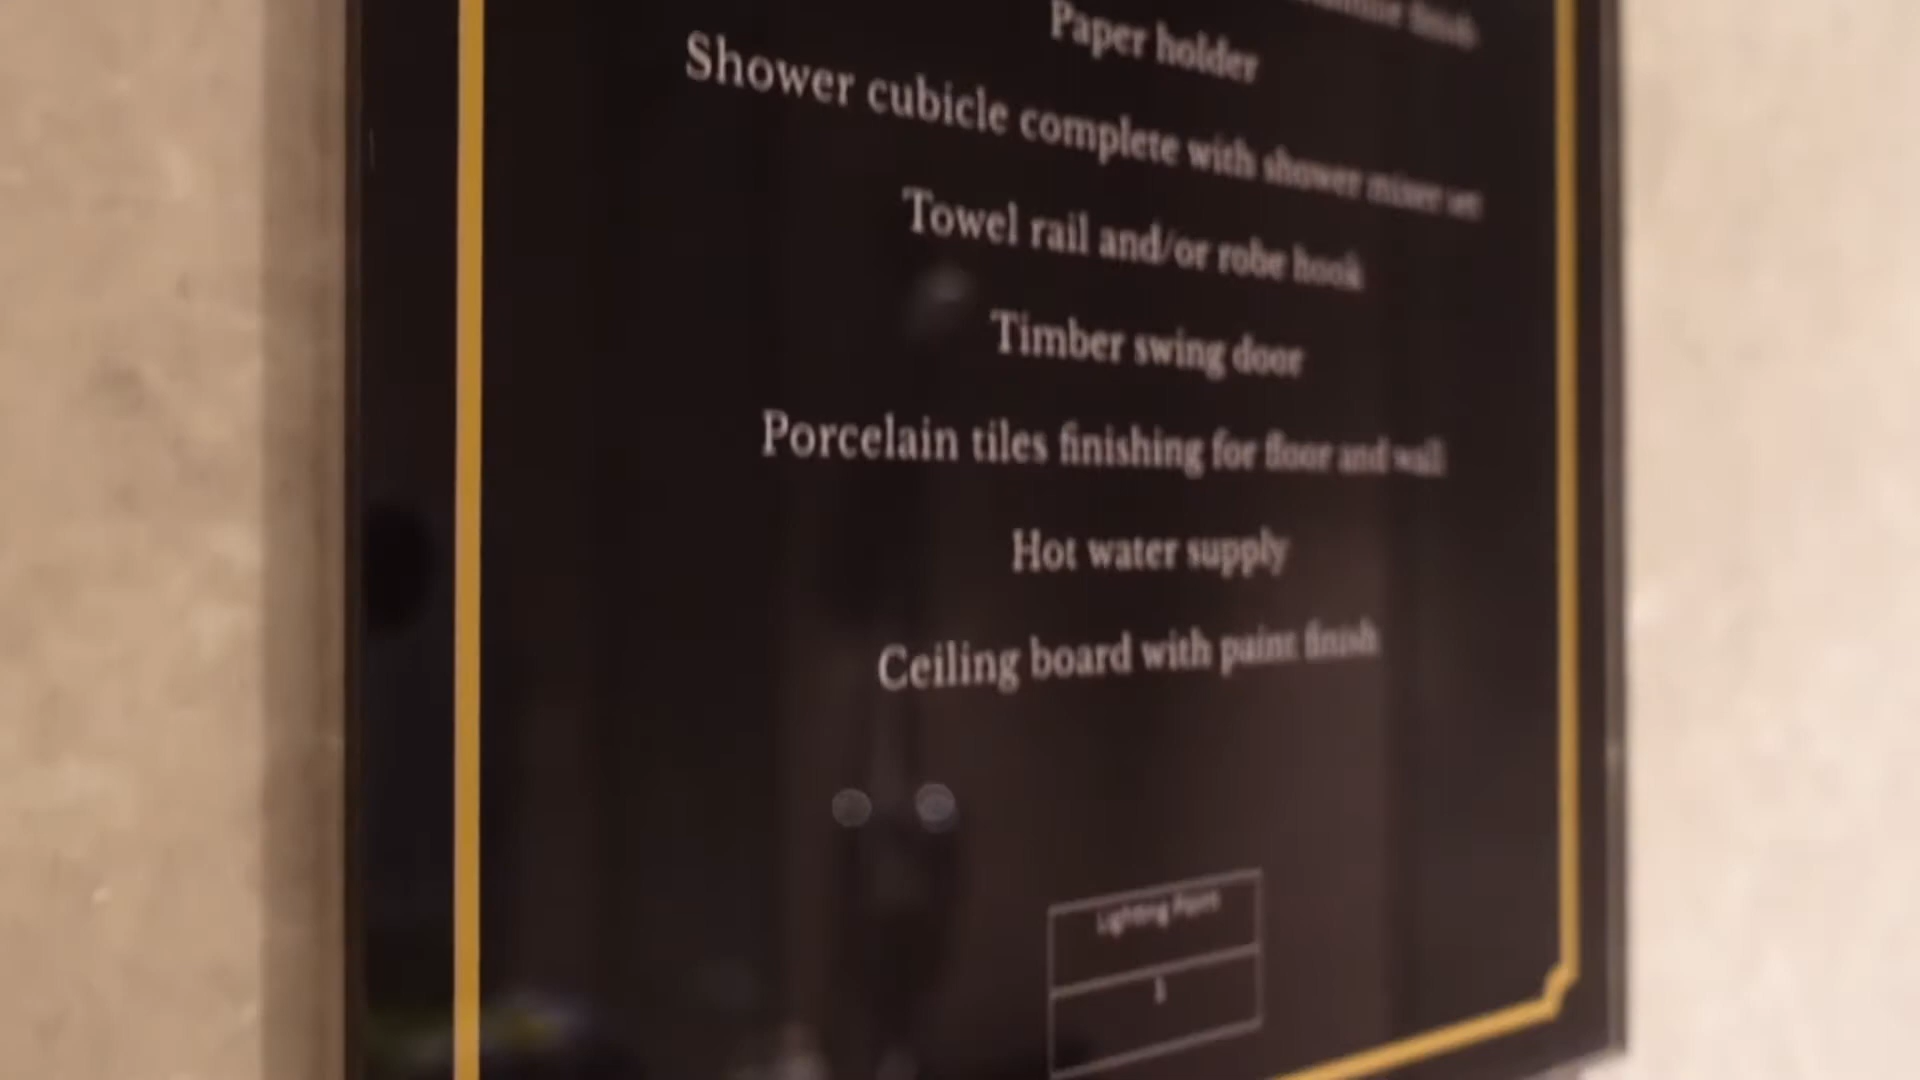 finish
Paper holder
Shower cubicle complete with shower mixer set
Towel rail and/or robe hook
Timber swing door
Porcelain tiles finishing for floor and wall
Hot water supply
Ceiling board with paint finish
Lighting Point